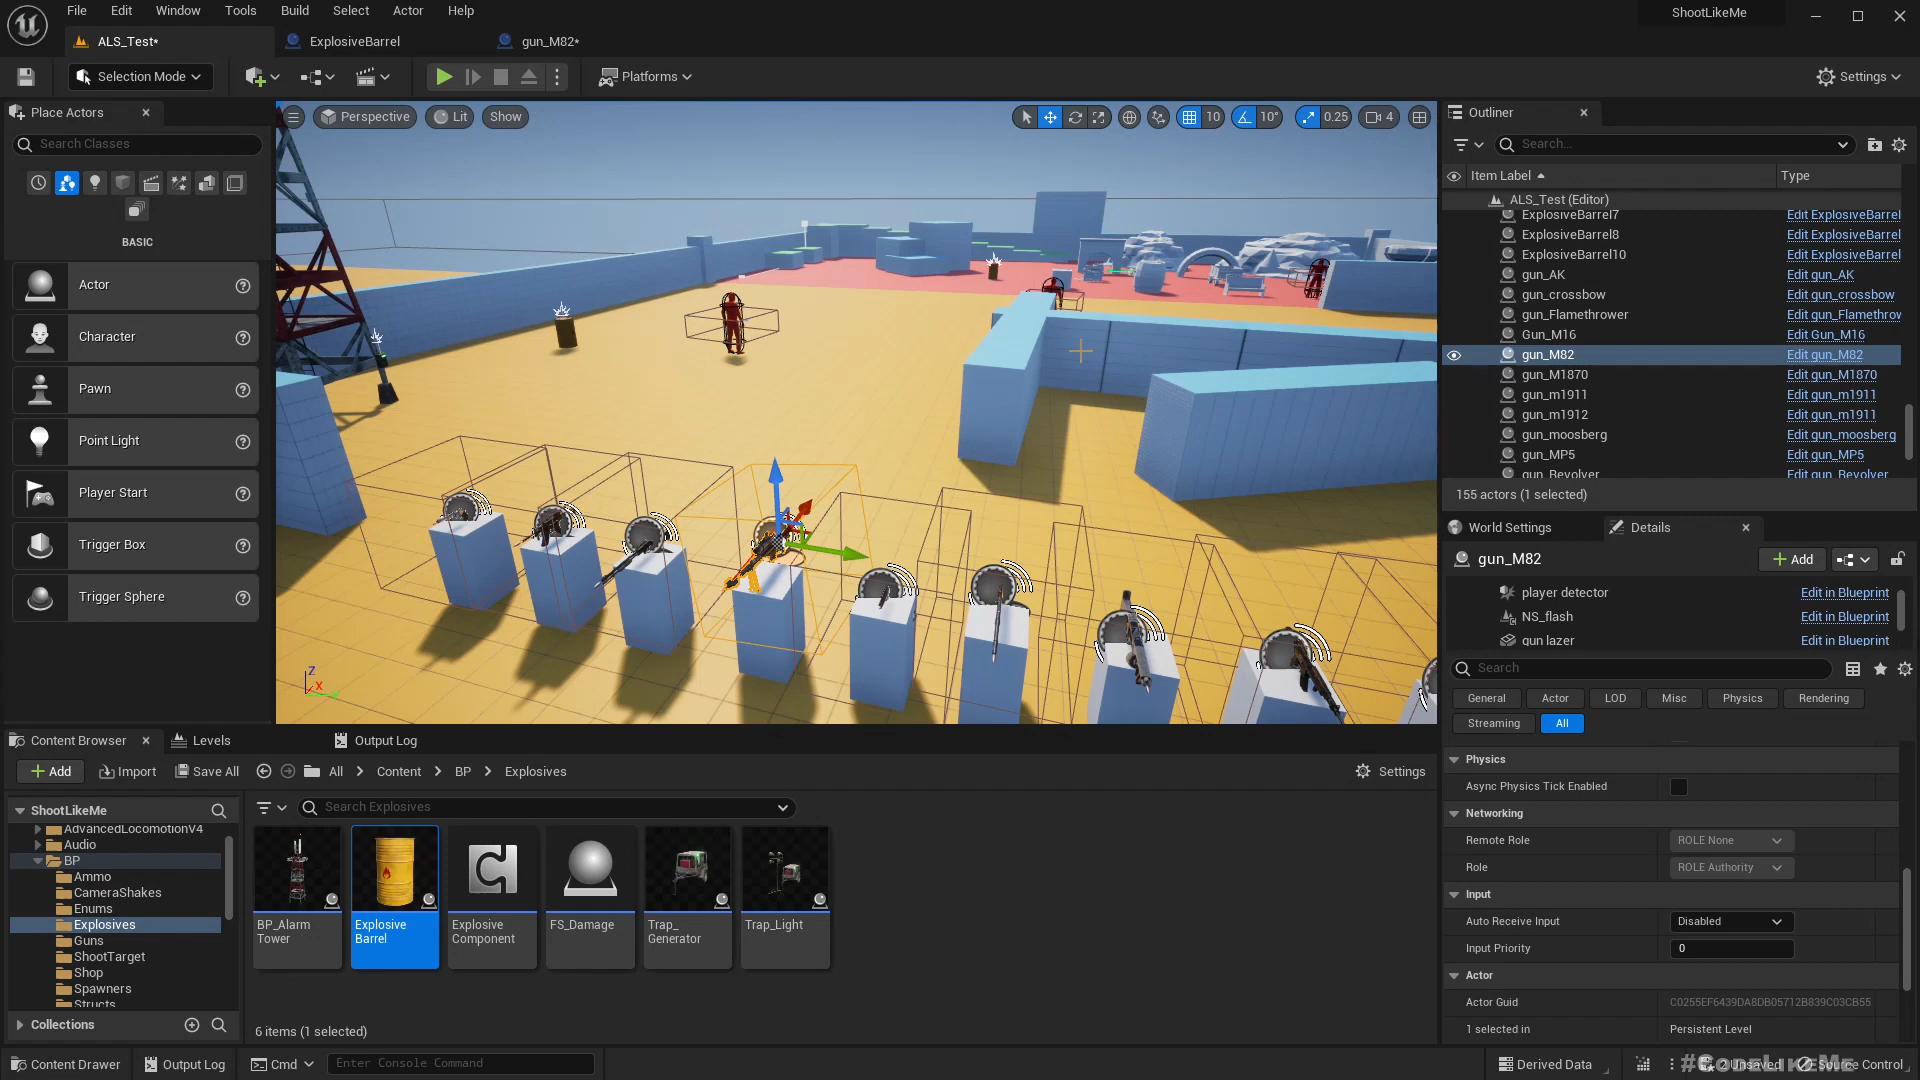 File Edit Window Tools Build Select Actor Help
ShootLikeMe
ALS_Test*
ExplosiveBarrel
gun_M82*
Selection Mode
Platforms
Settings
Place Actors
Search Classes
BASIC
Actor
Character
Pawn
Point Light
Player Start
Trigger Box
Trigger Sphere
Perspective
Lit
Show
10
10°
0.25
4
Z
X
Outliner
Search...
Item Label
Type
ALS_Test (Editor)
ExplosiveBarrel7 Edit ExplosiveBarrel
ExplosiveBarrel8 Edit ExplosiveBarrel
ExplosiveBarrel10 Edit ExplosiveBarrel
gun_AK Edit gun_AK
gun_crossbow Edit gun_crossbow
gun_Flamethrower Edit gun_Flamethrow
Gun_M16 Edit Gun_M16
gun_M82 Edit gun_M82
gun_M1870 Edit gun_M1870
gun_m1911 Edit gun_m1911
gun_m1912 Edit gun_m1911
gun_moosberg Edit gun_moosberg
gun_MP5 Edit gun_MP5
gun_Revolver Edit gun_Revolver
155 actors (1 selected)
World Settings
Details
gun_M82
Add
player detector Edit in Blueprint
NS_flash Edit in Blueprint
gun lazer Edit in Blueprint
Search
General Actor LOD Misc Physics Rendering
Streaming All
Physics
Async Physics Tick Enabled
Networking
Remote Role ROLE None
Role ROLE Authority
Input
Auto Receive Input Disabled
Input Priority 0
Actor
Actor Guid C0255EF6439DA8DB05712B839C03CB55
1 selected in Persistent Level
Content Browser
Levels
Output Log
Add
Import
Save All
All
Content
BP
Explosives
Settings
ShootLikeMe
AdvancedLocomotionV4
Audio
BP
Ammo
CameraShakes
Enums
Explosives
Guns
ShootTarget
Shop
Spawners
Structs
Collections
Search Explosives
BP_Alarm
Tower
Explosive
Barrel
Explosive
Component
FS_Damage
Trap_
Generator
Trap_Light
6 items (1 selected)
Content Drawer
Output Log
Cmd
Enter Console Command
Derived Data
2 Unsaved
Source Control
#CodeLikeMe